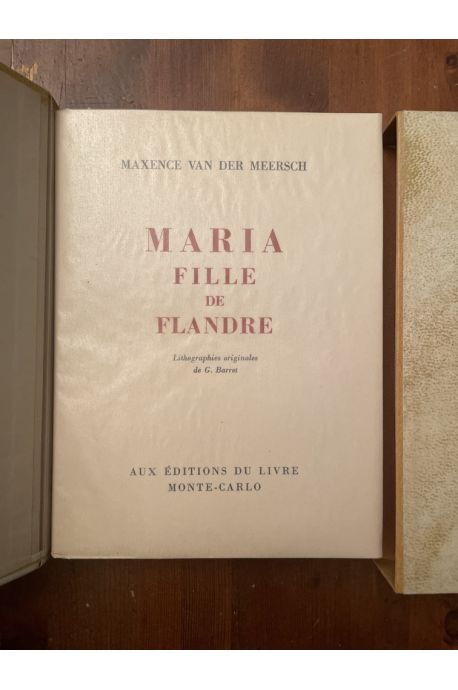 MAXENCE VAN DER MEERSCH
MARIA
FILLE
DE
FLANDRE
Lithographies originales
de G. Barret
AUX ÉDITIONS DU LIVRE
MONTE-CARLO